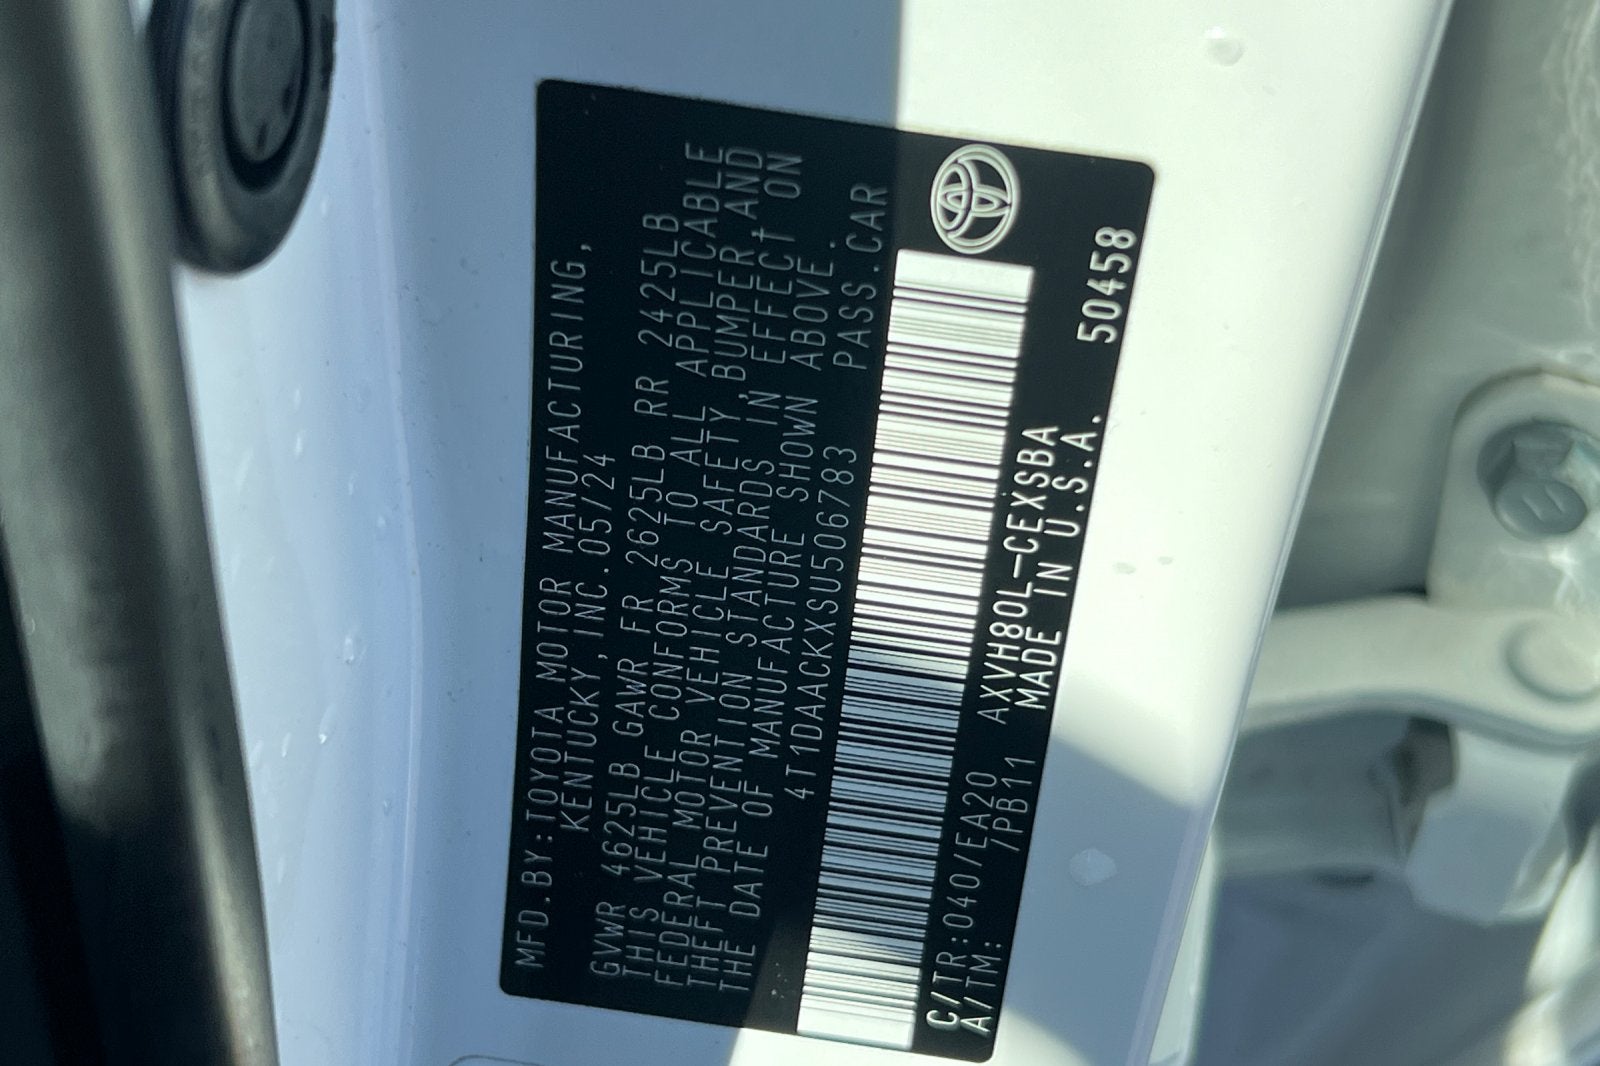 MFD.BY:TOYOTA MOTOR MANUFACTURING,
KENTUCKY,INC.05/24
GVWR 4625LB GAWR FR 2625LB RR 2425LB
THIS VEHICLE CONFORMS TO ALL APPLICABLE
FEDERAL MOTOR VEHICLE SAFETY,BUMPER AND
THEFT PREVENTION STANDARDS IN EFFECT ON
THE DATE OF MANUFACTURE SHOWN ABOVE.
4T1DAACKXSU506783 PASS.CAR
C/TR:040/EA20 AXVH80L-CEXSBA
A/TM: /PB11 MADE IN U.S.A. 50458